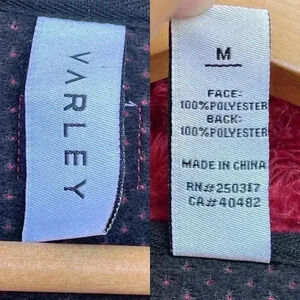 VARLEY
M
FACE:
100%POLYESTER
BACK:
100%POLYESTER
MADE IN CHINA
RN#250317
CA#40482